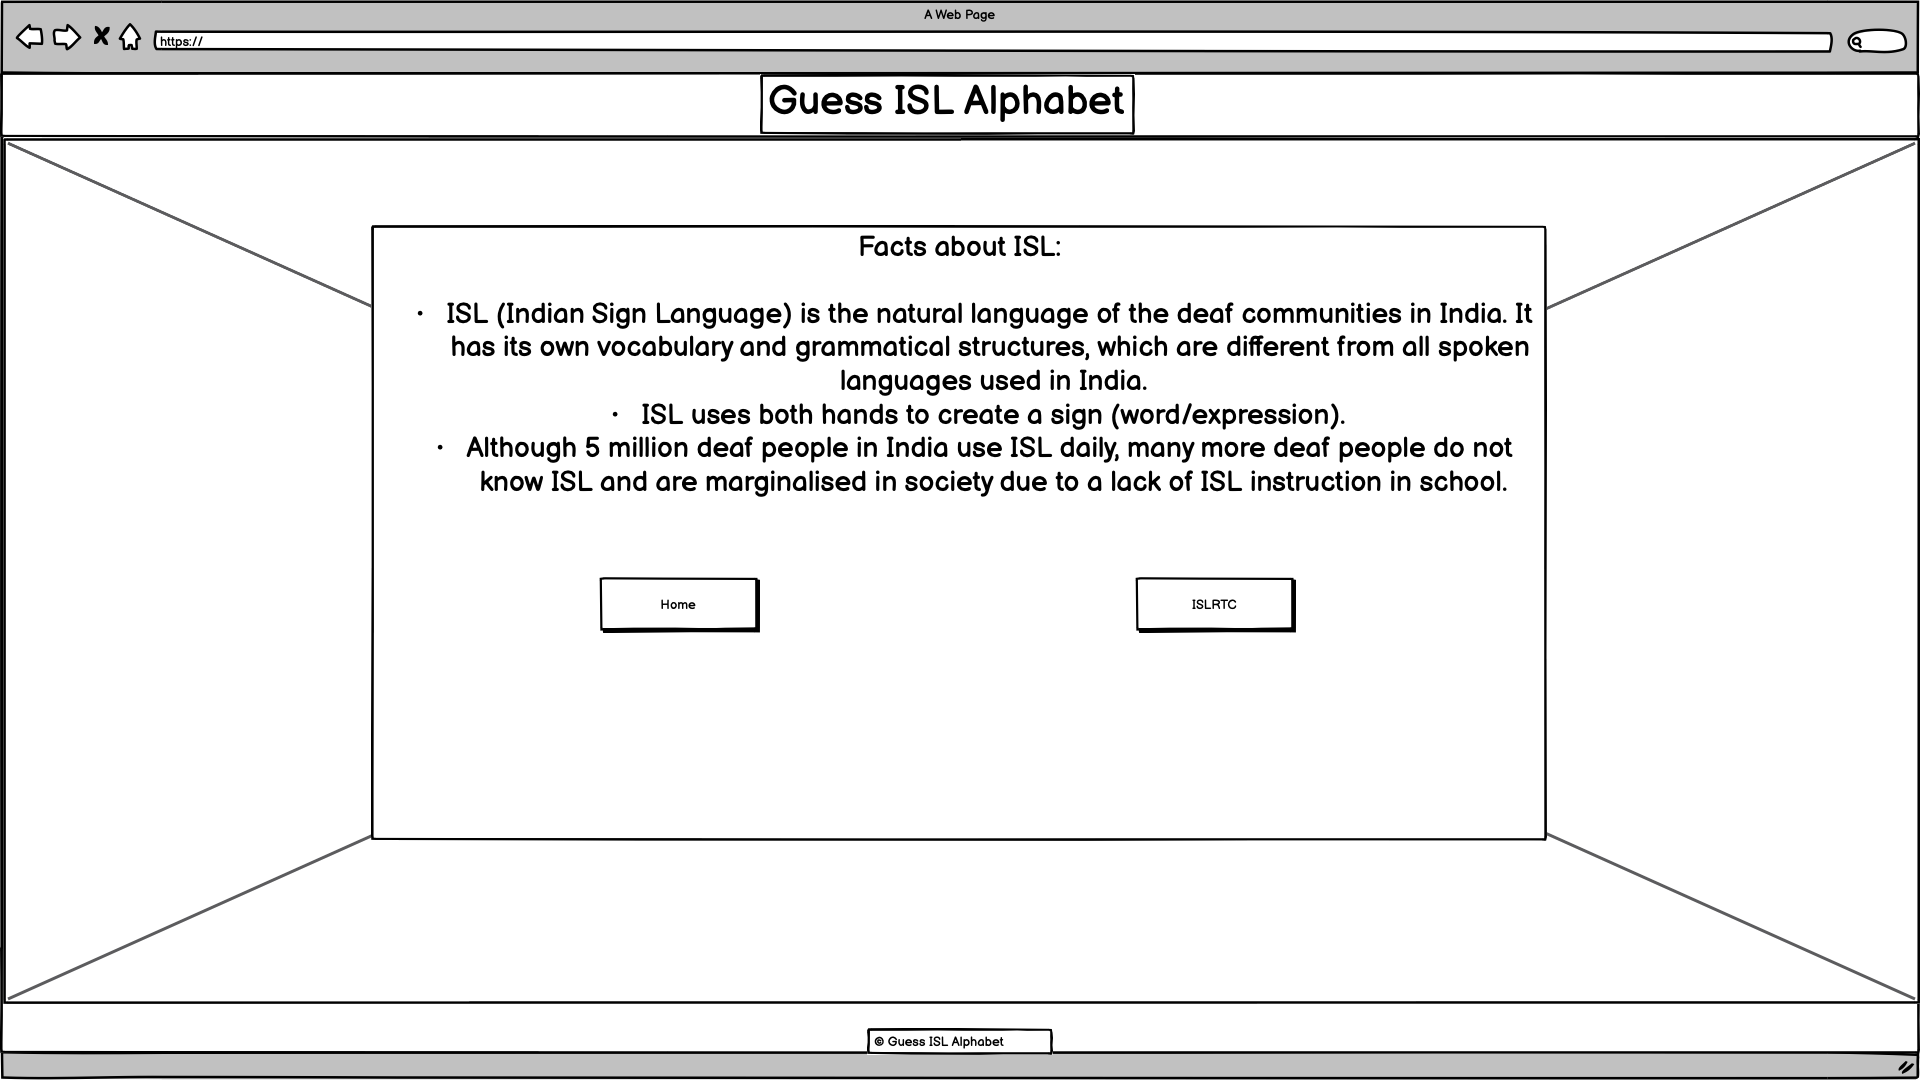 A Web Page
https://
Guess ISL Alphabet
Facts about ISL:
• ISL (Indian Sign Language) is the natural language of the deaf communities in India. It
has its own vocabulary and grammatical structures, which are different from all spoken
languages used in India.
• ISL uses both hands to create a sign (word/expression).
• Although 5 million deaf people in India use ISL daily, many more deaf people do not
know ISL and are marginalised in society due to a lack of ISL instruction in school.
Home
ISLRTC
© Guess ISL Alphabet